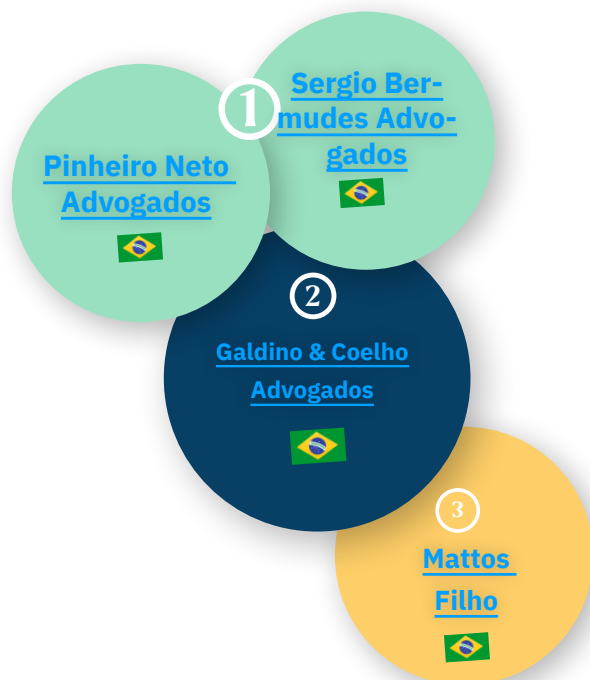 1
Sergio Ber-
mudes Advo-
gados
Pinheiro Neto
Advogados
2
Galdino & Coelho
Advogados
3
Mattos
Filho